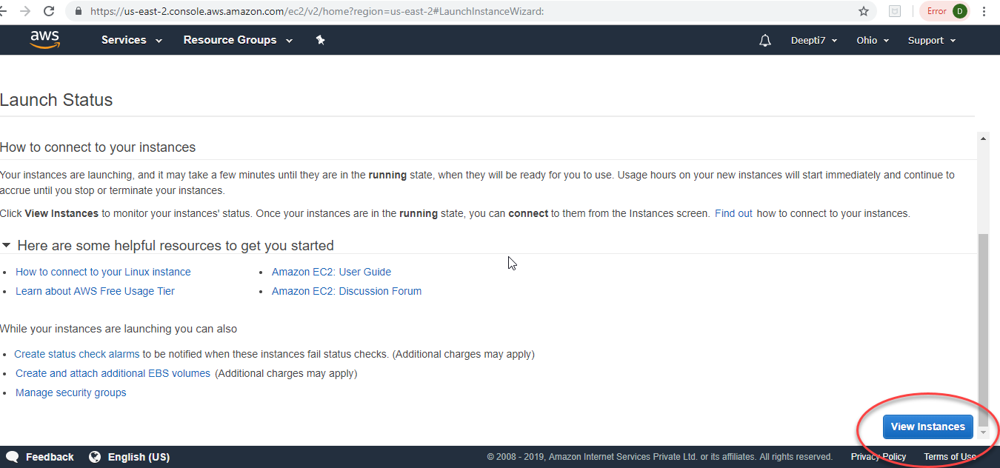 https://us-east-2.console.aws.amazon.com/ec2/v2/home?region=us-east-2#LaunchInstanceWizard:
Error D
aws Services Resource Groups Deepti7 Ohio Support
Launch Status
How to connect to your instances
Your instances are launching, and it may take a few minutes until they are in the running state, when they will be ready for you to use. Usage hours on your new instances will start immediately and continue to
accrue until you stop or terminate your instances.
Click View Instances to monitor your instances' status. Once your instances are in the running state, you can connect to them from the Instances screen. Find out how to connect to your instances.
Here are some helpful resources to get you started
• How to connect to your Linux instance • Amazon EC2: User Guide
• Learn about AWS Free Usage Tier • Amazon EC2: Discussion Forum
While your instances are launching you can also
• Create status check alarms to be notified when these instances fail status checks. (Additional charges may apply)
• Create and attach additional EBS volumes (Additional charges may apply)
• Manage security groups
View Instances
Feedback English (US) © 2008 - 2019, Amazon Internet Services Private Ltd. or its affiliates. All rights reserved. Privacy Policy Terms of Use